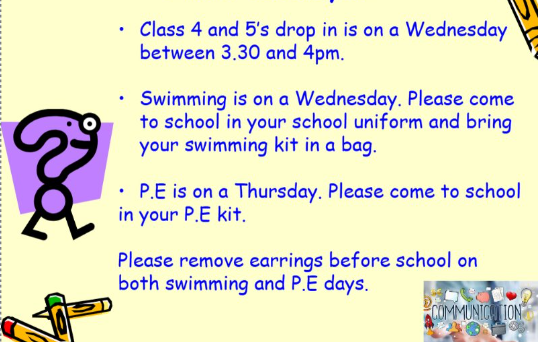 • Class 4 and 5's drop in is on a Wednesday
between 3.30 and 4pm.
• Swimming is on a Wednesday. Please come
to school in your school uniform and bring
your swimming kit in a bag.
• P.E is on a Thursday. Please come to school
in your P.E kit.
Please remove earrings before school on
both swimming and P.E days.
COMMUNICATION